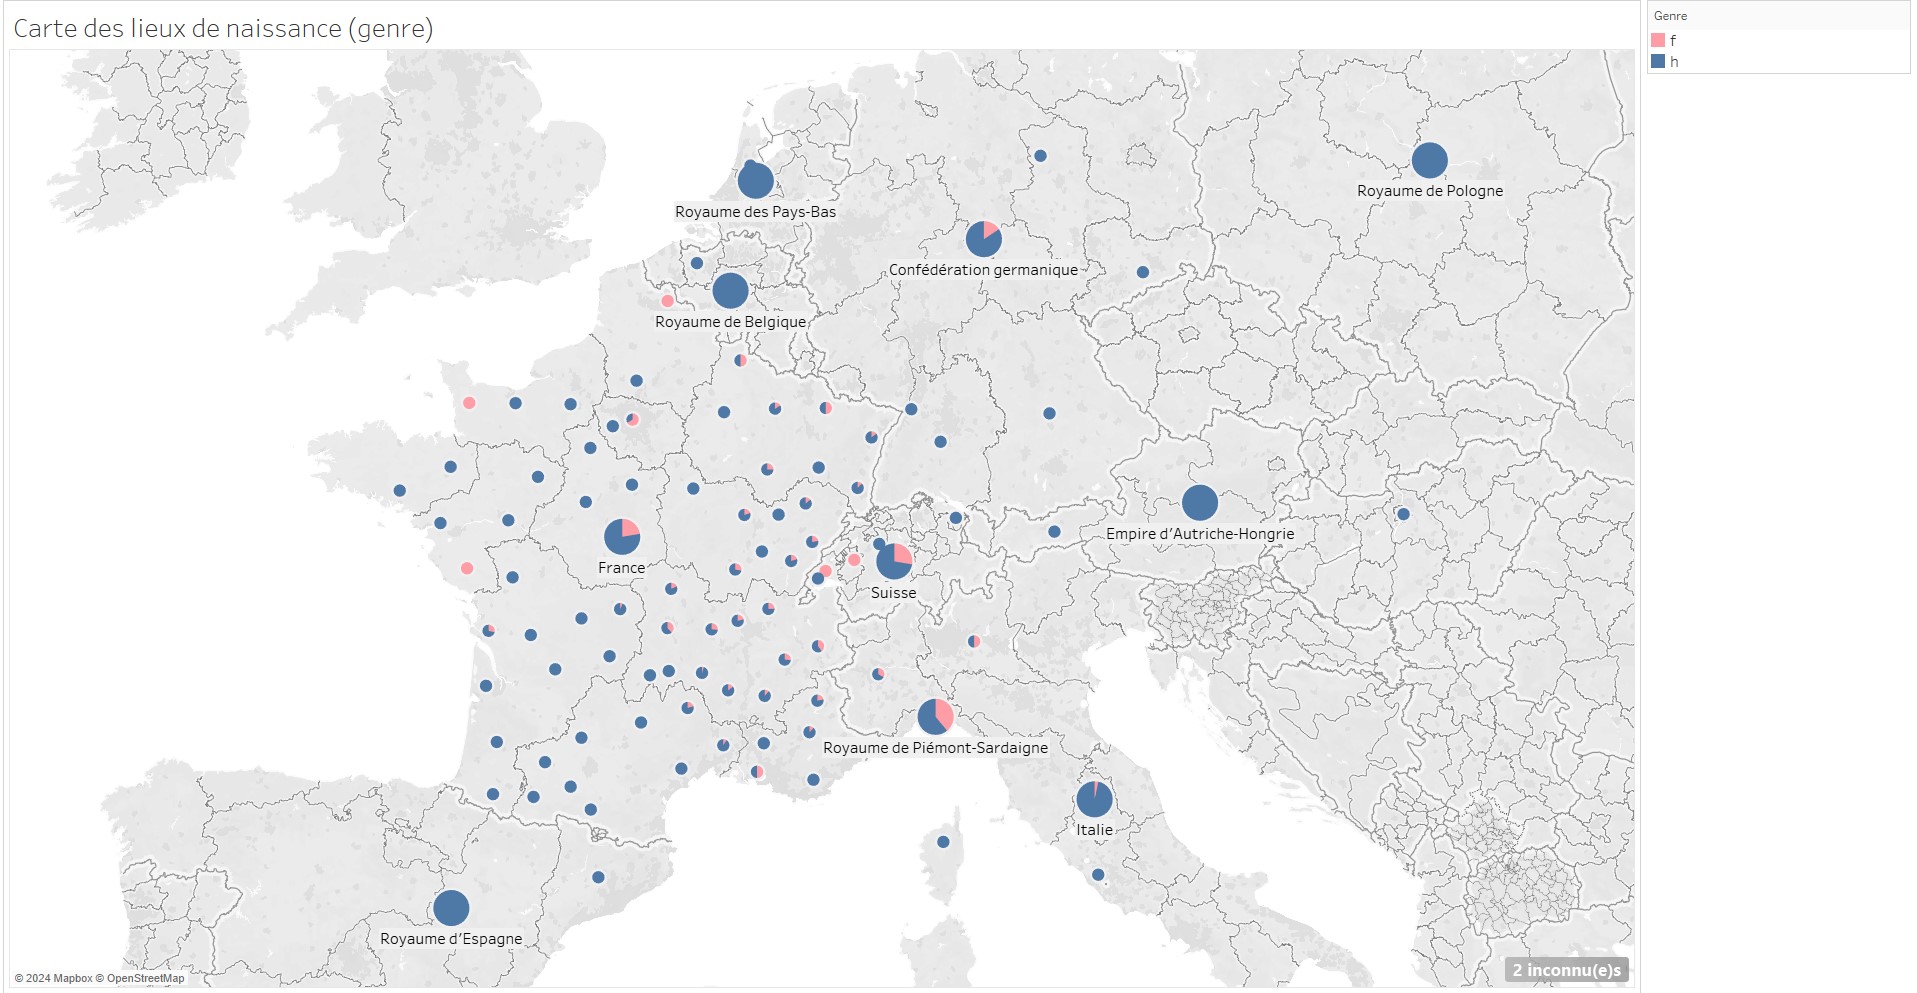 Carte des lieux de naissance (genre)
Genre
f
h
Royaume de Pologne
Royaume des Pays-Bas
Confédération germanique
Royaume de Belgique
Empire d’Autriche-Hongrie
France
Suisse
Royaume de Piémont-Sardaigne
Italie
Royaume d’Espagne
© 2024 Mapbox © OpenStreetMap
2 inconnu(e)s